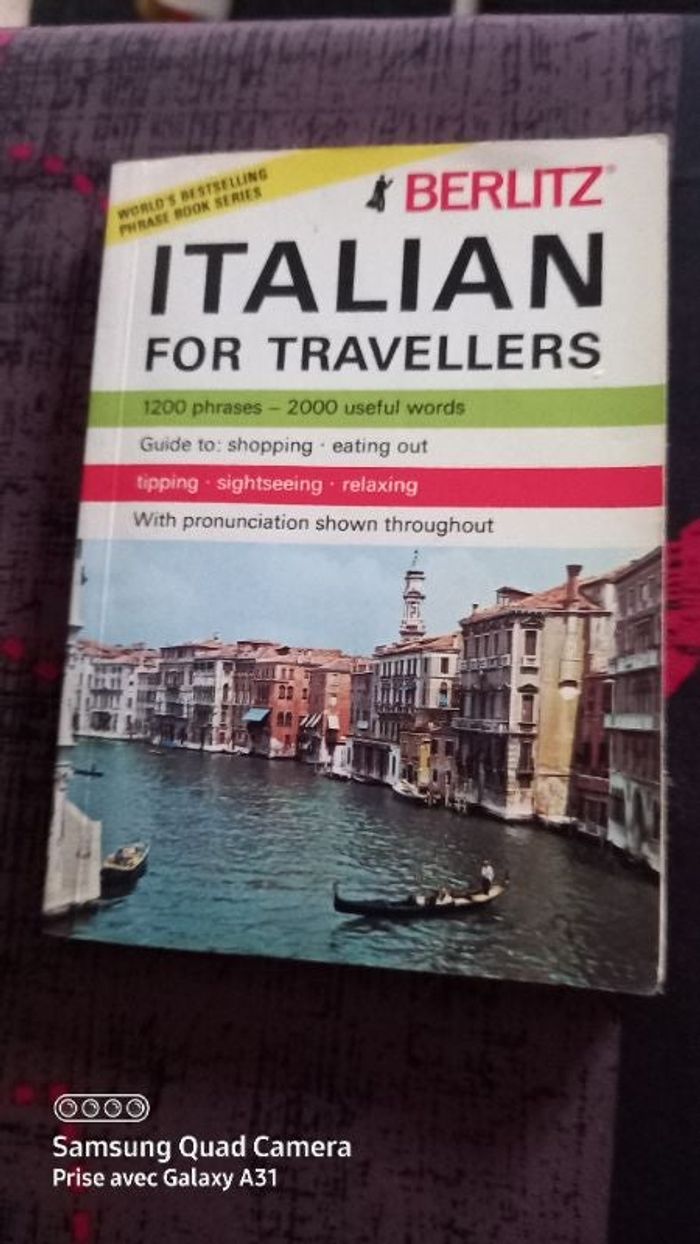 WORLD'S BESTSELLING
PHRASE BOOK SERIES
BERLITZ®
ITALIAN
FOR TRAVELLERS
1200 phrases – 2000 useful words
Guide to: shopping · eating out
tipping · sightseeing · relaxing
With pronunciation shown throughout
Samsung Quad Camera
Prise avec Galaxy A31